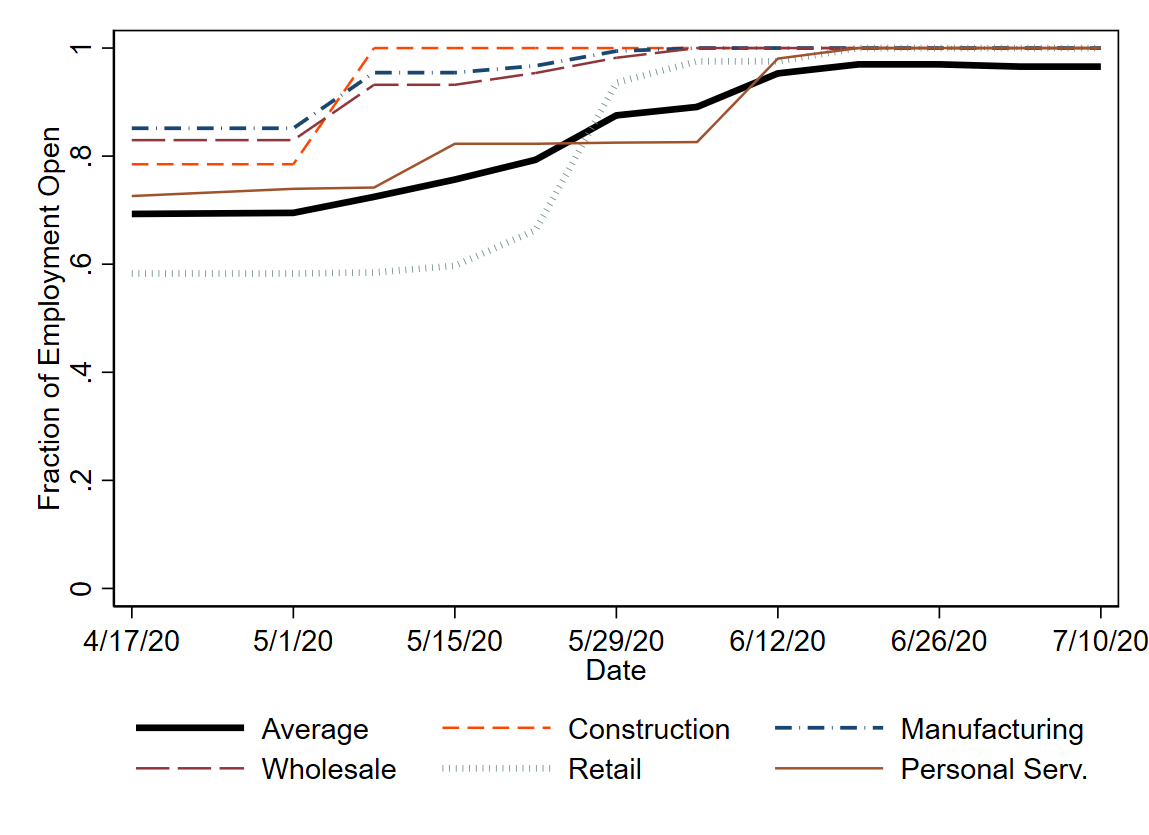 Fraction of Employment Open
1
.8
.6
.4
.2
0
4/17/20 5/1/20 5/15/20 5/29/20 6/12/20 6/26/20 7/10/20
Date
Average Construction Manufacturing
Wholesale Retail Personal Serv.